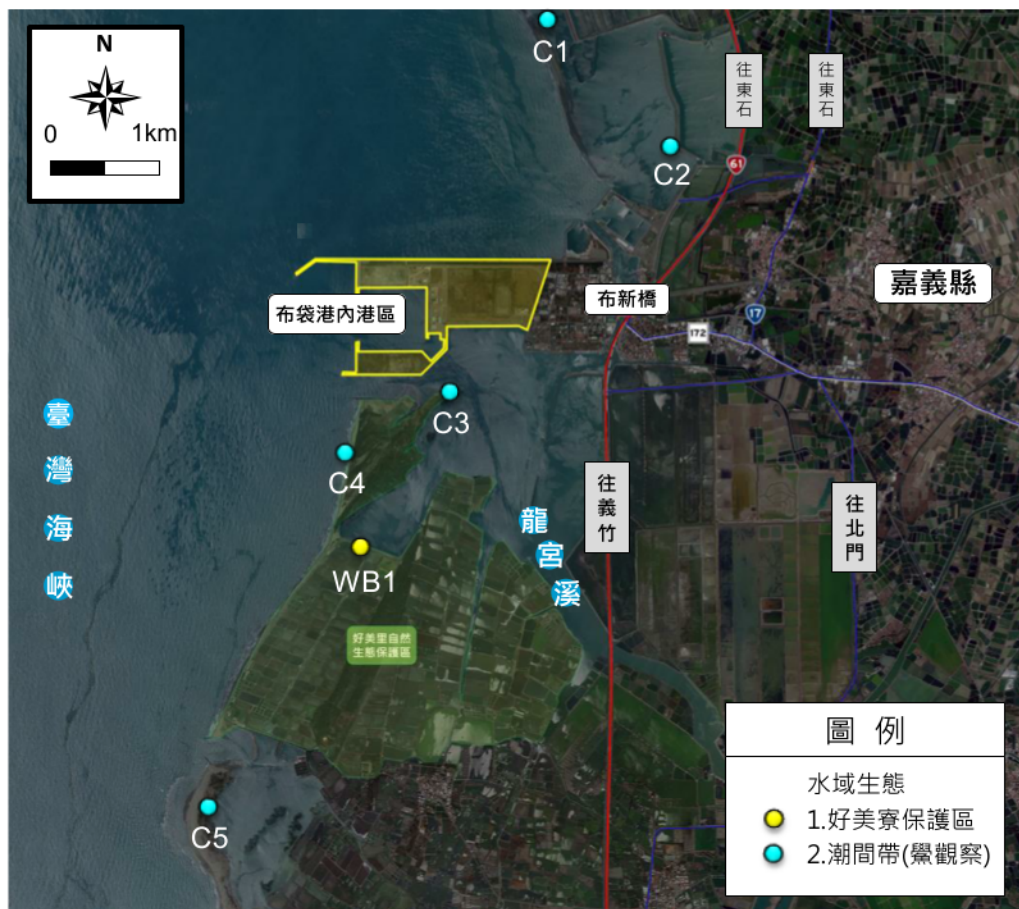 N
0 1km
C1
往東石
往東石
C2
61
嘉義縣
布新橋
布袋港內港區
17
172
C3
臺灣海峽
C4
往義竹
往北門
龍宮溪
WB1
好美里自然
生態保護區
C5
圖 例
水域生態
1.好美寮保護區
2.潮間帶(鱟觀察)